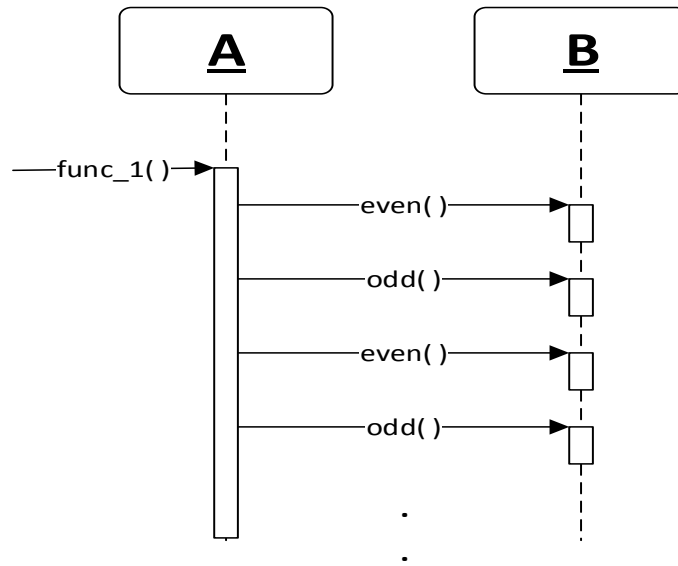 A
B
func_1()
even()
odd()
even()
odd()
.
.